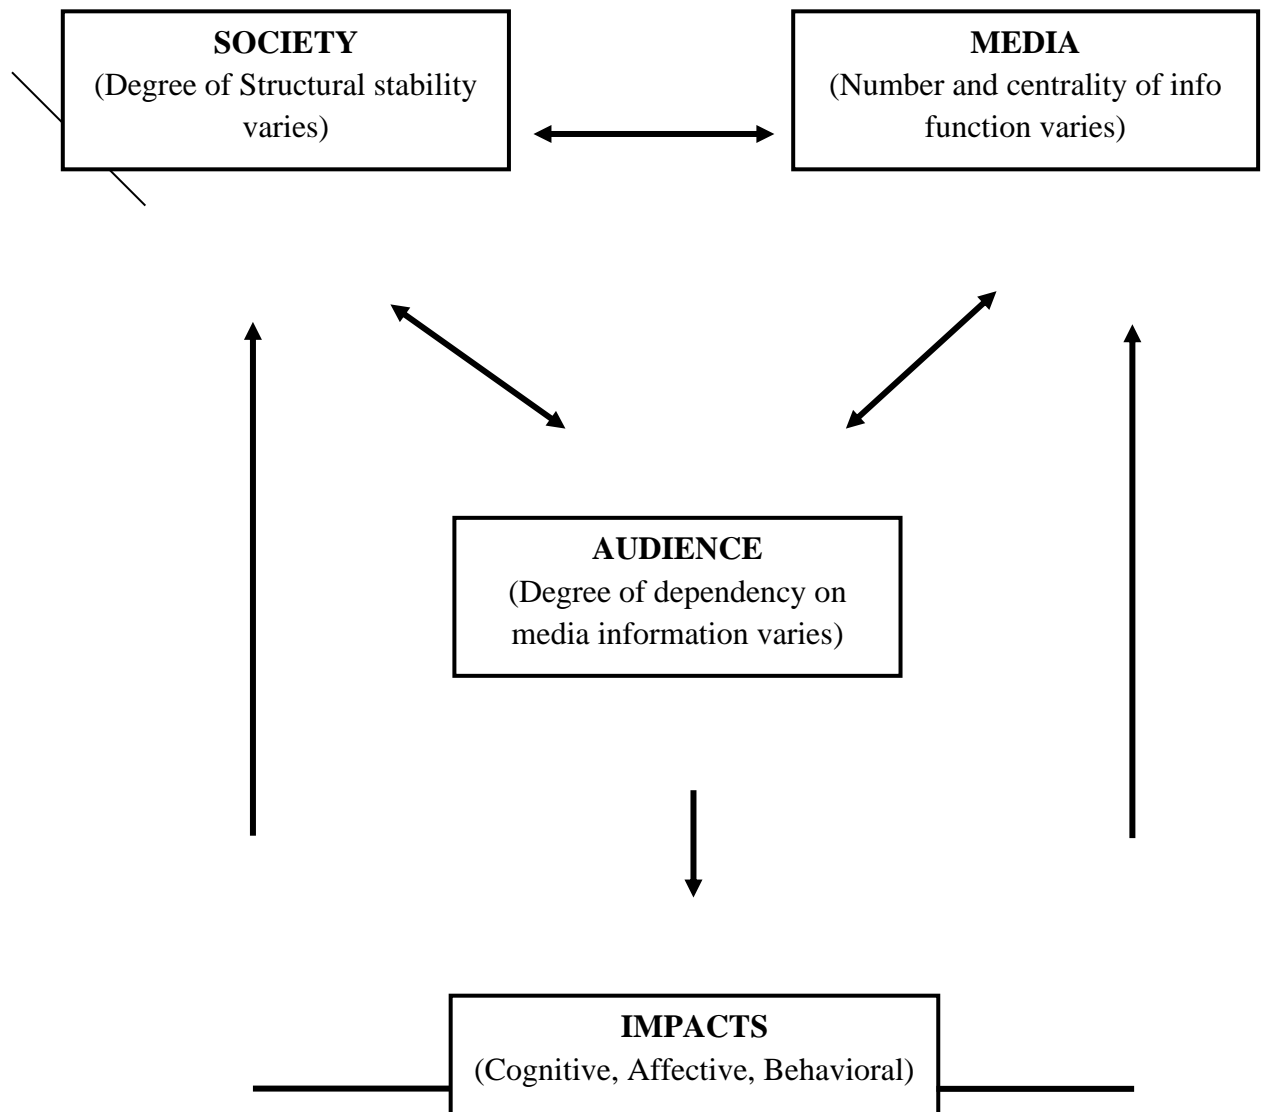 SOCIETY
(Degree of Structural stability
varies)
MEDIA
(Number and centrality of info
function varies)
AUDIENCE
(Degree of dependency on
media information varies)
IMPACTS
(Cognitive, Affective, Behavioral)